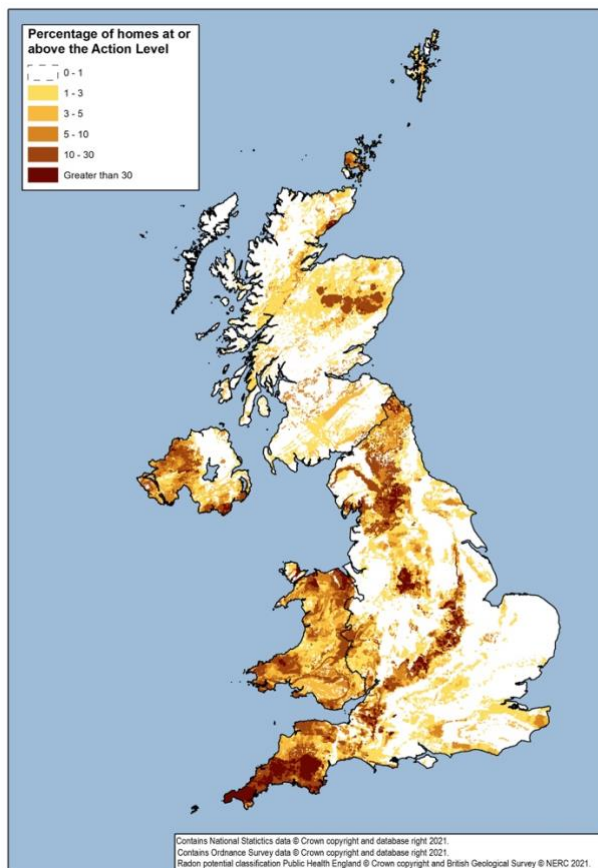 Percentage of homes at or
above the Action Level
0 - 1
1 - 3
3 - 5
5 - 10
10 - 30
Greater than 30
Contains National Statictics data © Crown copyright and database right 2021.
Contains Ordnance Survey data © Crown copyright and database right 2021.
Radon potential classification Public Health England © Crown copyright and British Geological Survey © NERC 2021.